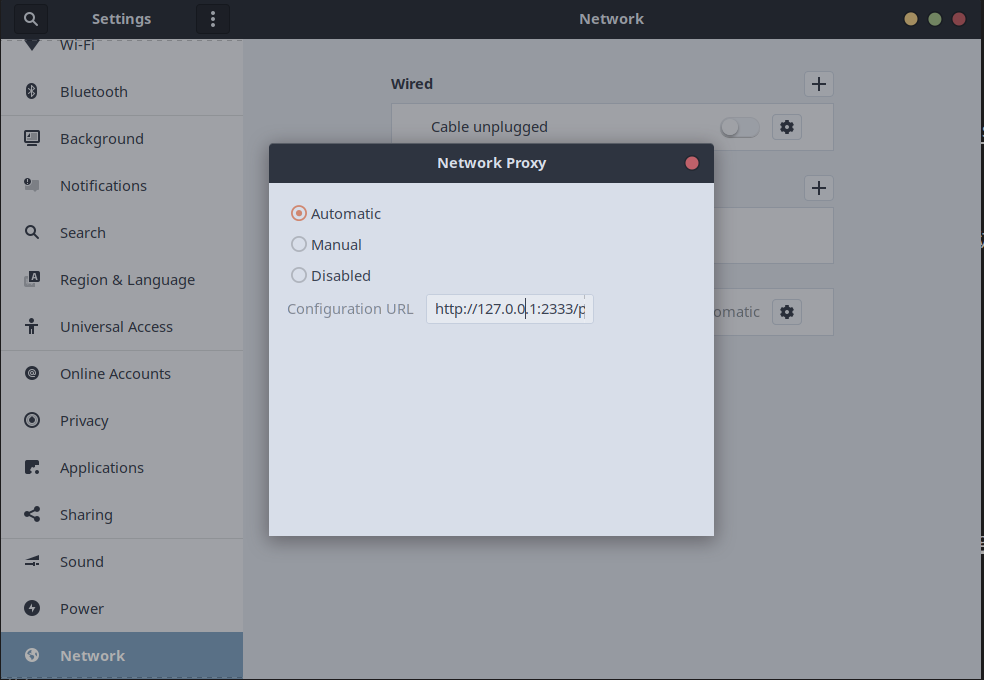 Settings
Network
Wi-Fi
Bluetooth
Background
Notifications
Search
Region & Language
Universal Access
Online Accounts
Privacy
Applications
Sharing
Sound
Power
Network
Wired
Cable unplugged
omatic
Network Proxy
Automatic
Manual
Disabled
Configuration URL http://127.0.0.1:2333/p